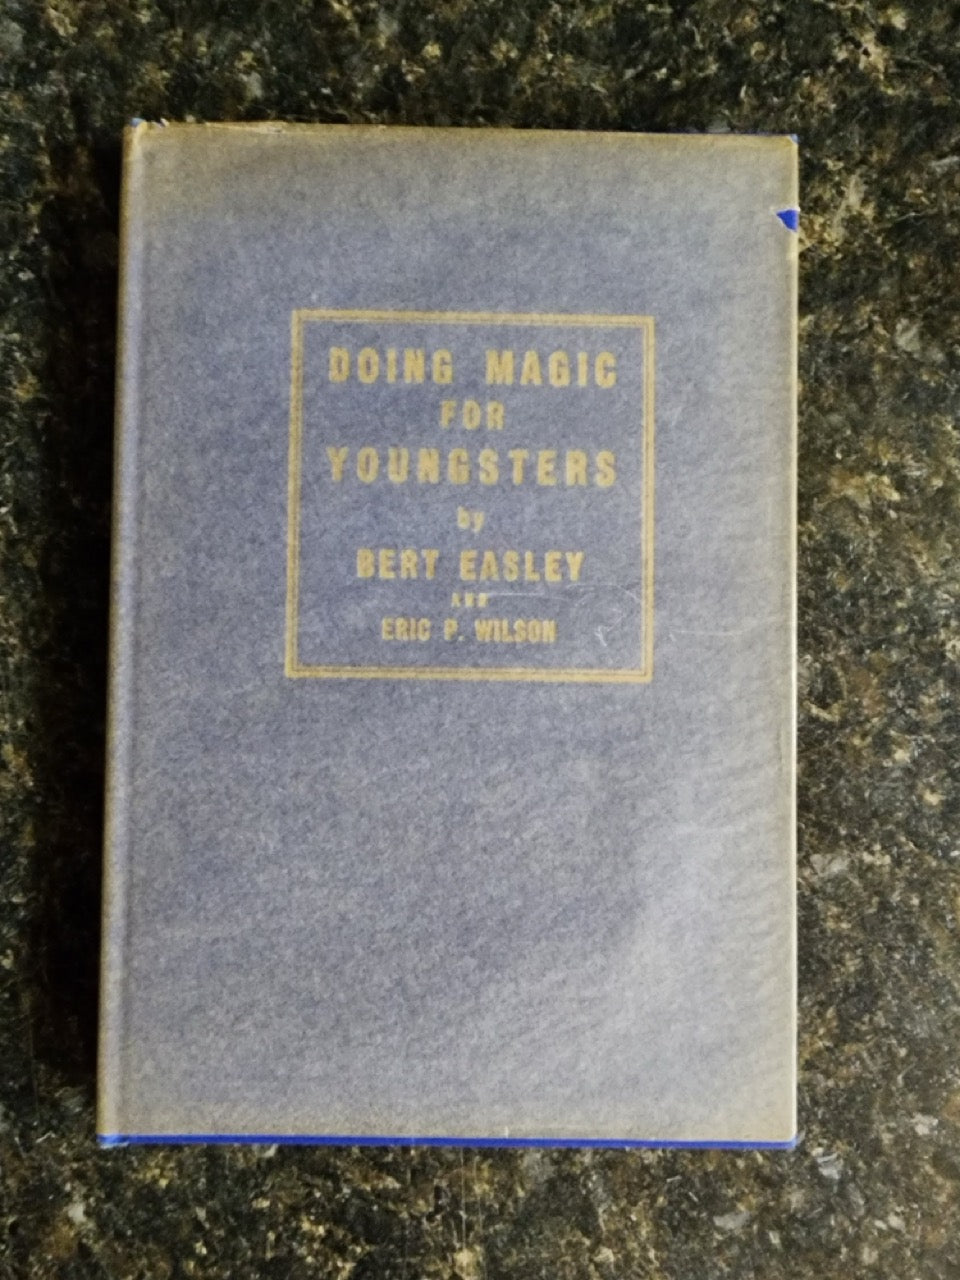 DOING MAGIC
FOR
YOUNGSTERS
by
BERT EASLEY
AND
ERIC P. WILSON